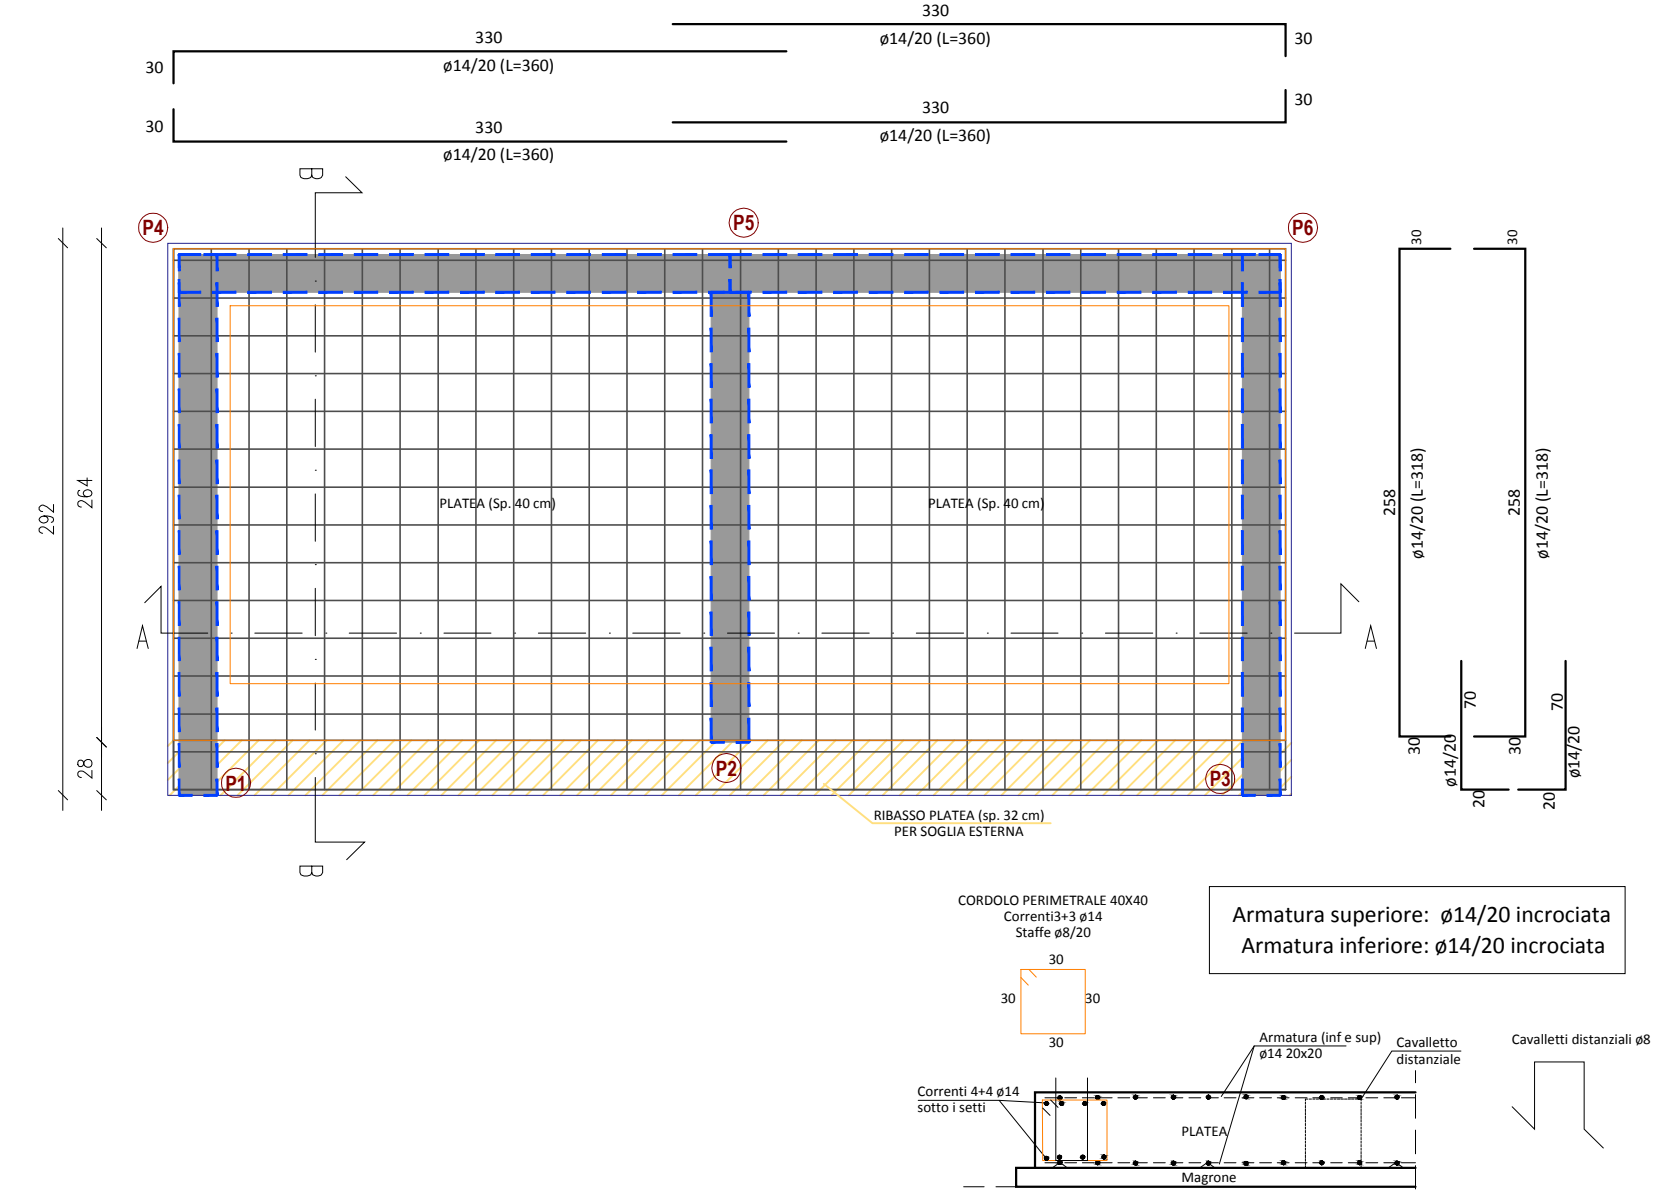 330
ø14/20 (L=360)
30
330
ø14/20 (L=360)
30
330
ø14/20 (L=360)
30
330
ø14/20 (L=360)
30
B
P4
P5
P6
30
30
292
264
28
PLATEA (Sp. 40 cm)
PLATEA (Sp. 40 cm)
258
ø14/20 (L=318)
258
ø14/20 (L=318)
A
A
70
70
30
30
ø14/20
ø14/20
20
20
P1
P2
P3
RIBASSO PLATEA (sp. 32 cm)
PER SOGLIA ESTERNA
B
CORDOLO PERIMETRALE 40X40
Correnti3+3 ø14
Staffe ø8/20
30
30
30
30
Armatura superiore: ø14/20 incrociata
Armatura inferiore: ø14/20 incrociata
Armatura (inf e sup)
ø14 20x20
Cavalletto
distanziale
Cavalletti distanziali ø8
Correnti 4+4 ø14
sotto i setti
PLATEA
Magrone